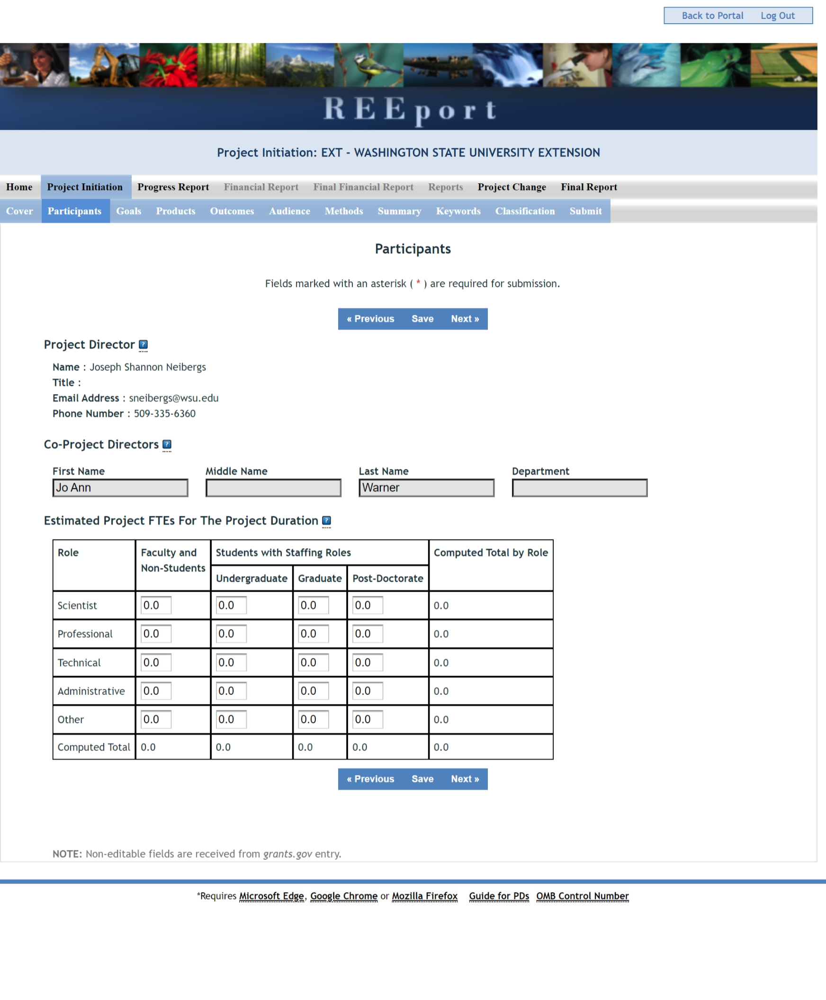 Back to Portal Log Out
REEport
Project Initiation: EXT - WASHINGTON STATE UNIVERSITY EXTENSION
Home Project Initiation Progress Report Financial Report Final Financial Report Reports Project Change Final Report
Cover Participants Goals Products Outcomes Audience Methods Summary Keywords Classification Submit
Participants
Fields marked with an asterisk ( * ) are required for submission.
« Previous Save Next »
Project Director ?
Name : Joseph Shannon Neibergs
Title :
Email Address : sneibergs@wsu.edu
Phone Number : 509-335-6360
Co-Project Directors ?
First Name Middle Name Last Name Department
Jo Ann Warner
Estimated Project FTEs For The Project Duration ?
Role Faculty and Students with Staffing Roles Computed Total by Role
Non-Students
Undergraduate Graduate Post-Doctorate
Scientist 0.0 0.0 0.0 0.0 0.0
Professional 0.0 0.0 0.0 0.0 0.0
Technical 0.0 0.0 0.0 0.0 0.0
Administrative 0.0 0.0 0.0 0.0 0.0
Other 0.0 0.0 0.0 0.0 0.0
Computed Total 0.0 0.0 0.0 0.0 0.0
« Previous Save Next »
NOTE: Non-editable fields are received from grants.gov entry.
*Requires Microsoft Edge, Google Chrome or Mozilla Firefox Guide for PDs OMB Control Number